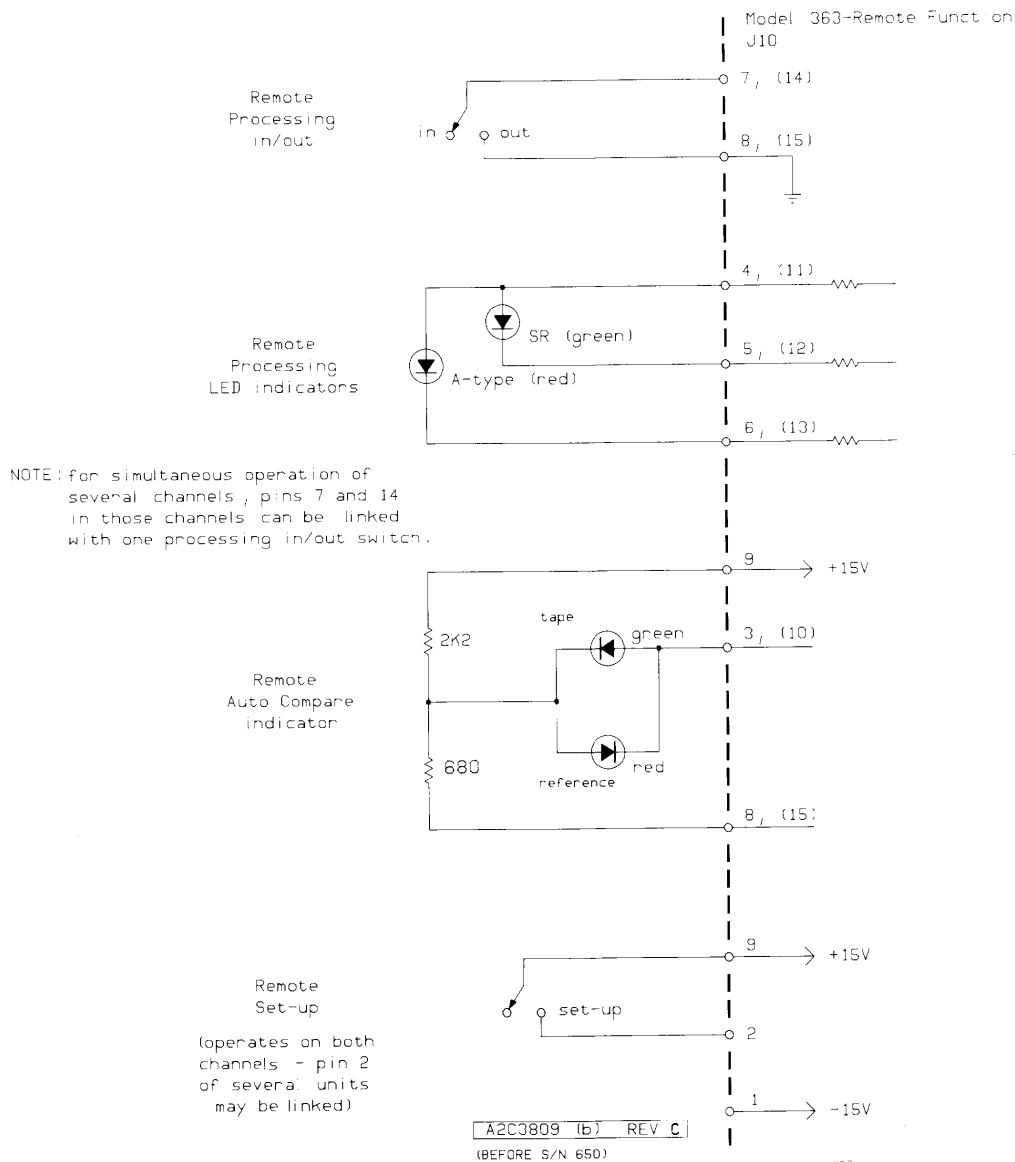 Model 363-Remote Function
J10
7, (14)
Remote
Processing
in/out
in
out
8, (15)
4, (11)
SR (green)
Remote
Processing
LED indicators
A-type (red)
5, (12)
6, (13)
NOTE: for simultaneous operation of
several channels, pins 7 and 14
in those channels can be linked
with one processing in/out switch.
9
+15V
tape
green
3, (10)
2K2
Remote
Auto Compare
indicator
680
red
reference
8, (15)
9
+15V
Remote
Set-up
set-up
2
(operates on both
channels - pin 2
of several units
may be linked)
1
-15V
A2C3809 (b) REV C
(BEFORE S/N 650)